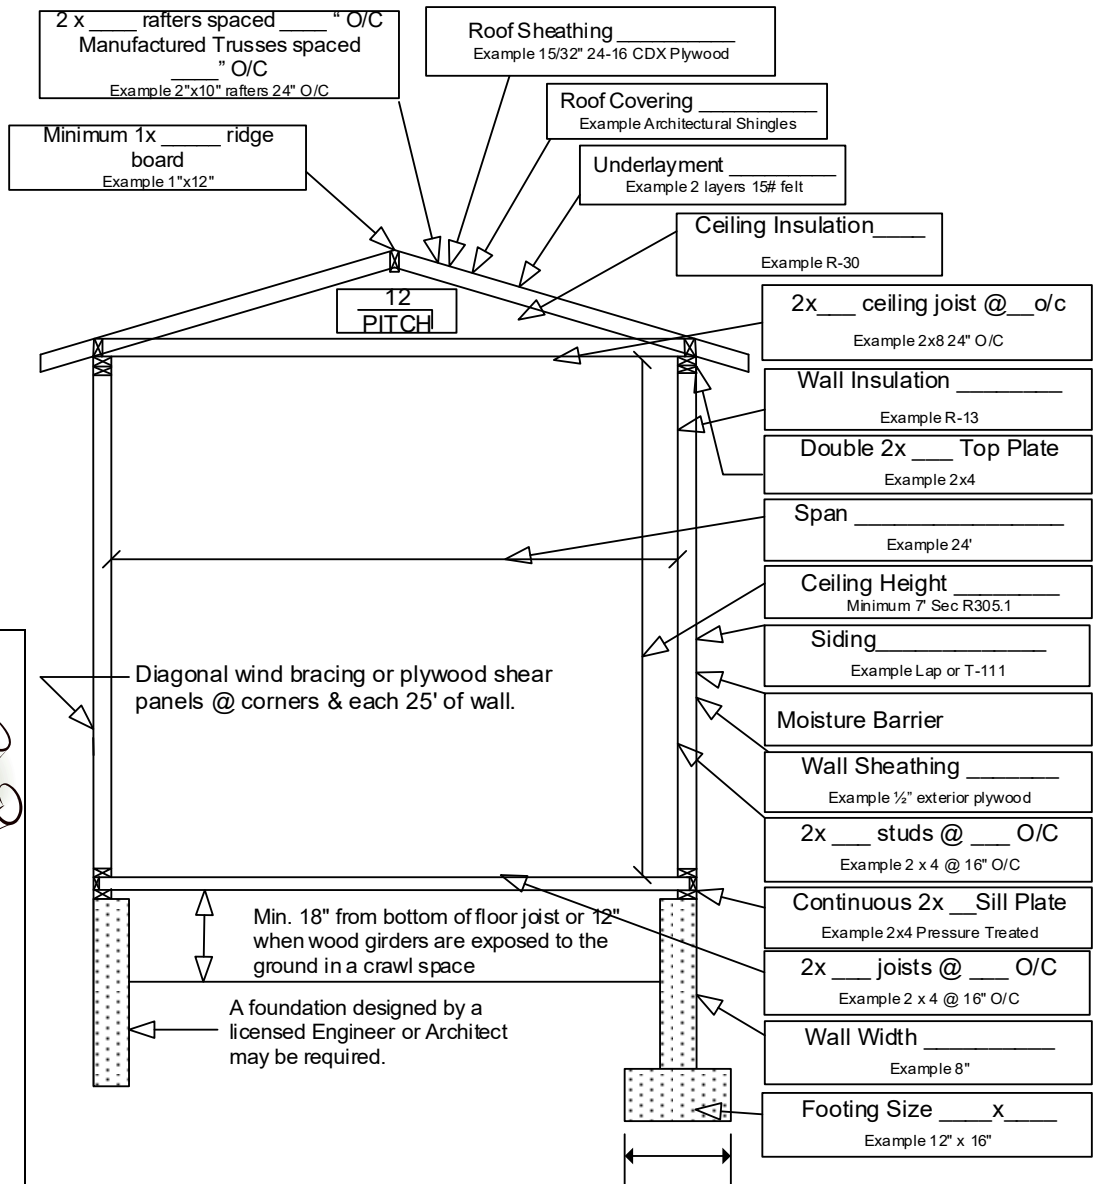 2 x ____ rafters spaced ____ “ O/C
Manufactured Trusses spaced
____” O/C
Example 2"x10" rafters 24" O/C
Roof Sheathing __________
Example 15/32" 24-16 CDX Plywood
Roof Covering __________
Example Architectural Shingles
Minimum 1x _____ ridge
board
Example 1"x12"
Underlayment _________
Example 2 layers 15# felt
Ceiling Insulation____
Example R-30
12
PITCH
2x___ ceiling joist @__o/c
Example 2x8 24" O/C
Wall Insulation _________
Example R-13
Double 2x ___ Top Plate
Example 2x4
Span __________________
Example 24'
Ceiling Height _________
Minimum 7' Sec R305.1
Siding_______________
Example Lap or T-111
Diagonal wind bracing or plywood shear
panels @ corners & each 25' of wall.
Moisture Barrier
Wall Sheathing _______
Example ½” exterior plywood
2x ___ studs @ ___ O/C
Example 2 x 4 @ 16" O/C
Continuous 2x __Sill Plate
Example 2x4 Pressure Treated
Min. 18" from bottom of floor joist or 12"
when wood girders are exposed to the
ground in a crawl space
2x ___ joists @ ___ O/C
Example 2 x 4 @ 16" O/C
A foundation designed by a
licensed Engineer or Architect
may be required.
Wall Width ___________
Example 8"
Footing Size ____x____
Example 12" x 16"